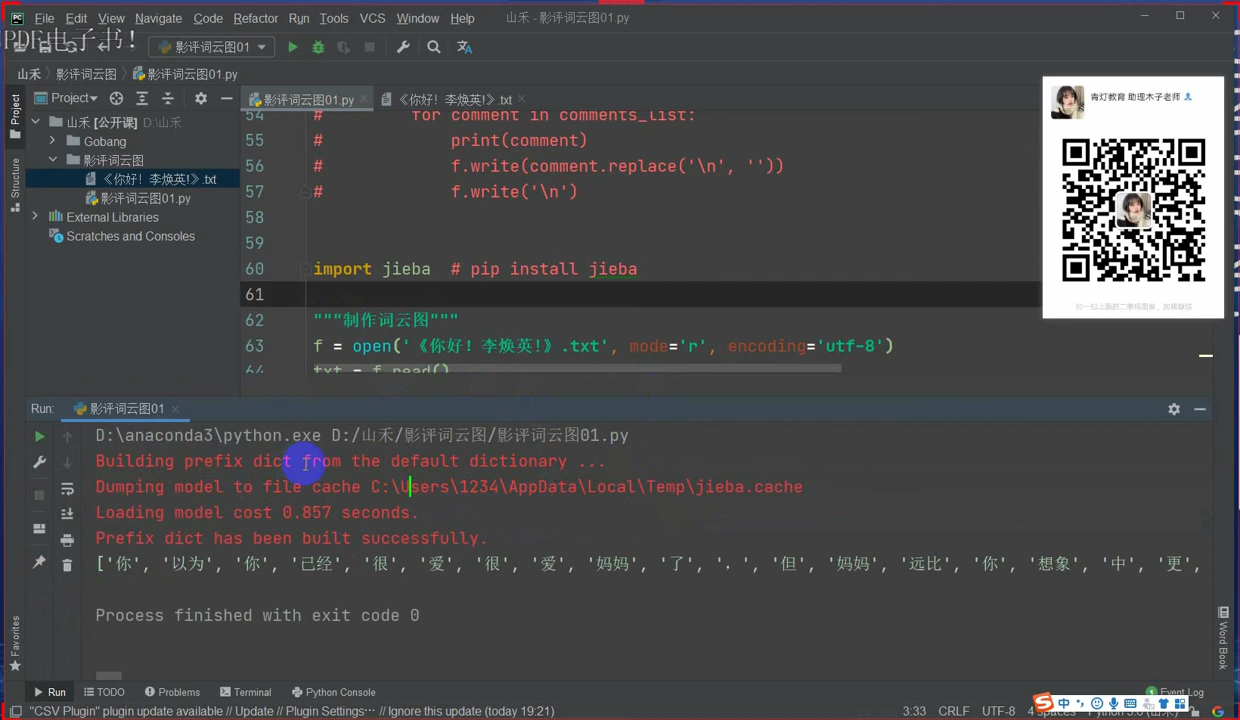 File Edit View Navigate Code Refactor Run Tools VCS Window Help 山禾 - 影评词云图01.py
PDF电子书！
影评词云图01
山禾 影评词云图 影评词云图01.py
Project
影评词云图01.py 《你好！李焕英!》.txt
青灯教育 助理木子老师
山禾 [公开课] D:\山禾
Gobang
影评词云图
《你好！李焕英!》.txt
影评词云图01.py
External Libraries
Scratches and Consoles
Project
Structure
54 # for comment in comments_list:
55 # print(comment)
56 # f.write(comment.replace('\n', ''))
57 # f.write('\n')
58
59
60 import jieba # pip install jieba
61
62 """制作词云图"""
63 f = open('《你好！李焕英!》.txt', mode='r', encoding='utf-8')
64 txt = f.read()
Run: 影评词云图01
D:\anaconda3\python.exe D:/山禾/影评词云图/影评词云图01.py
Building prefix dict from the default dictionary ...
Dumping model to file cache C:\Users\1234\AppData\Local\Temp\jieba.cache
Loading model cost 0.857 seconds.
Prefix dict has been built successfully.
['你', '以为', '你', '已经', '很', '爱', '很', '爱', '妈妈', '了', '，', '但', '妈妈', '远比', '你', '想象', '中', '更',
Process finished with exit code 0
Favorites
Word Book
Run TODO Problems Terminal Python Console 1 Event Log
"CSV Plugin" plugin update available // Update // Plugin Settings… // Ignore this update (today 19:21) 3:33 CRLF UTF-8
中